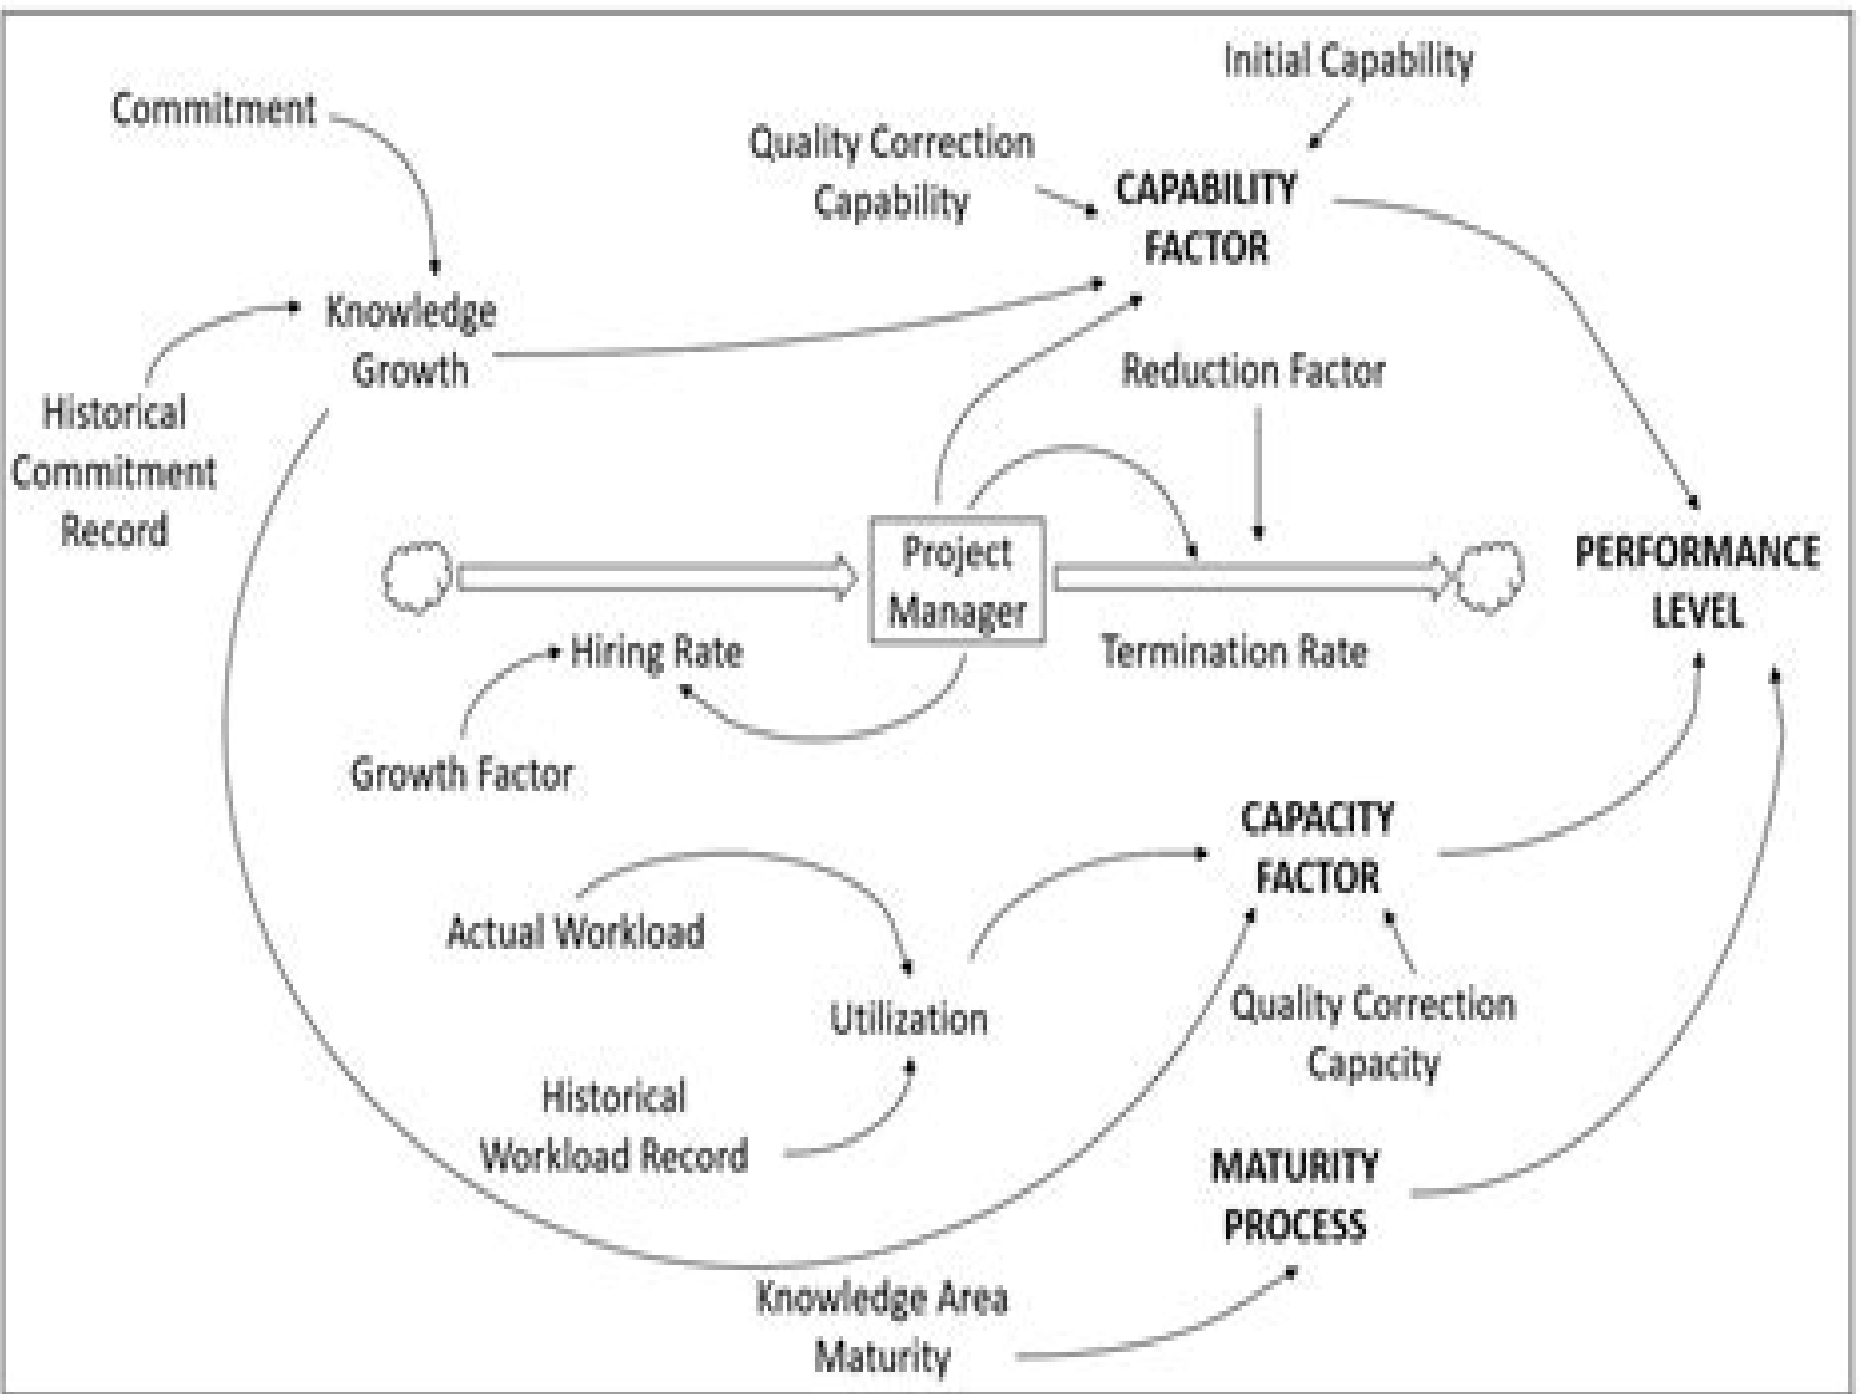 Initial Capability
Commitment
Quality Correction
Capability
CAPABILITY
FACTOR
Knowledge
Growth
Reduction Factor
Historical
Commitment
Record
Project
Manager
PERFORMANCE
LEVEL
Hiring Rate
Termination Rate
Growth Factor
CAPACITY
FACTOR
Actual Workload
Utilization
Quality Correction
Capacity
Historical
Workload Record
MATURITY
PROCESS
Knowledge Area
Maturity